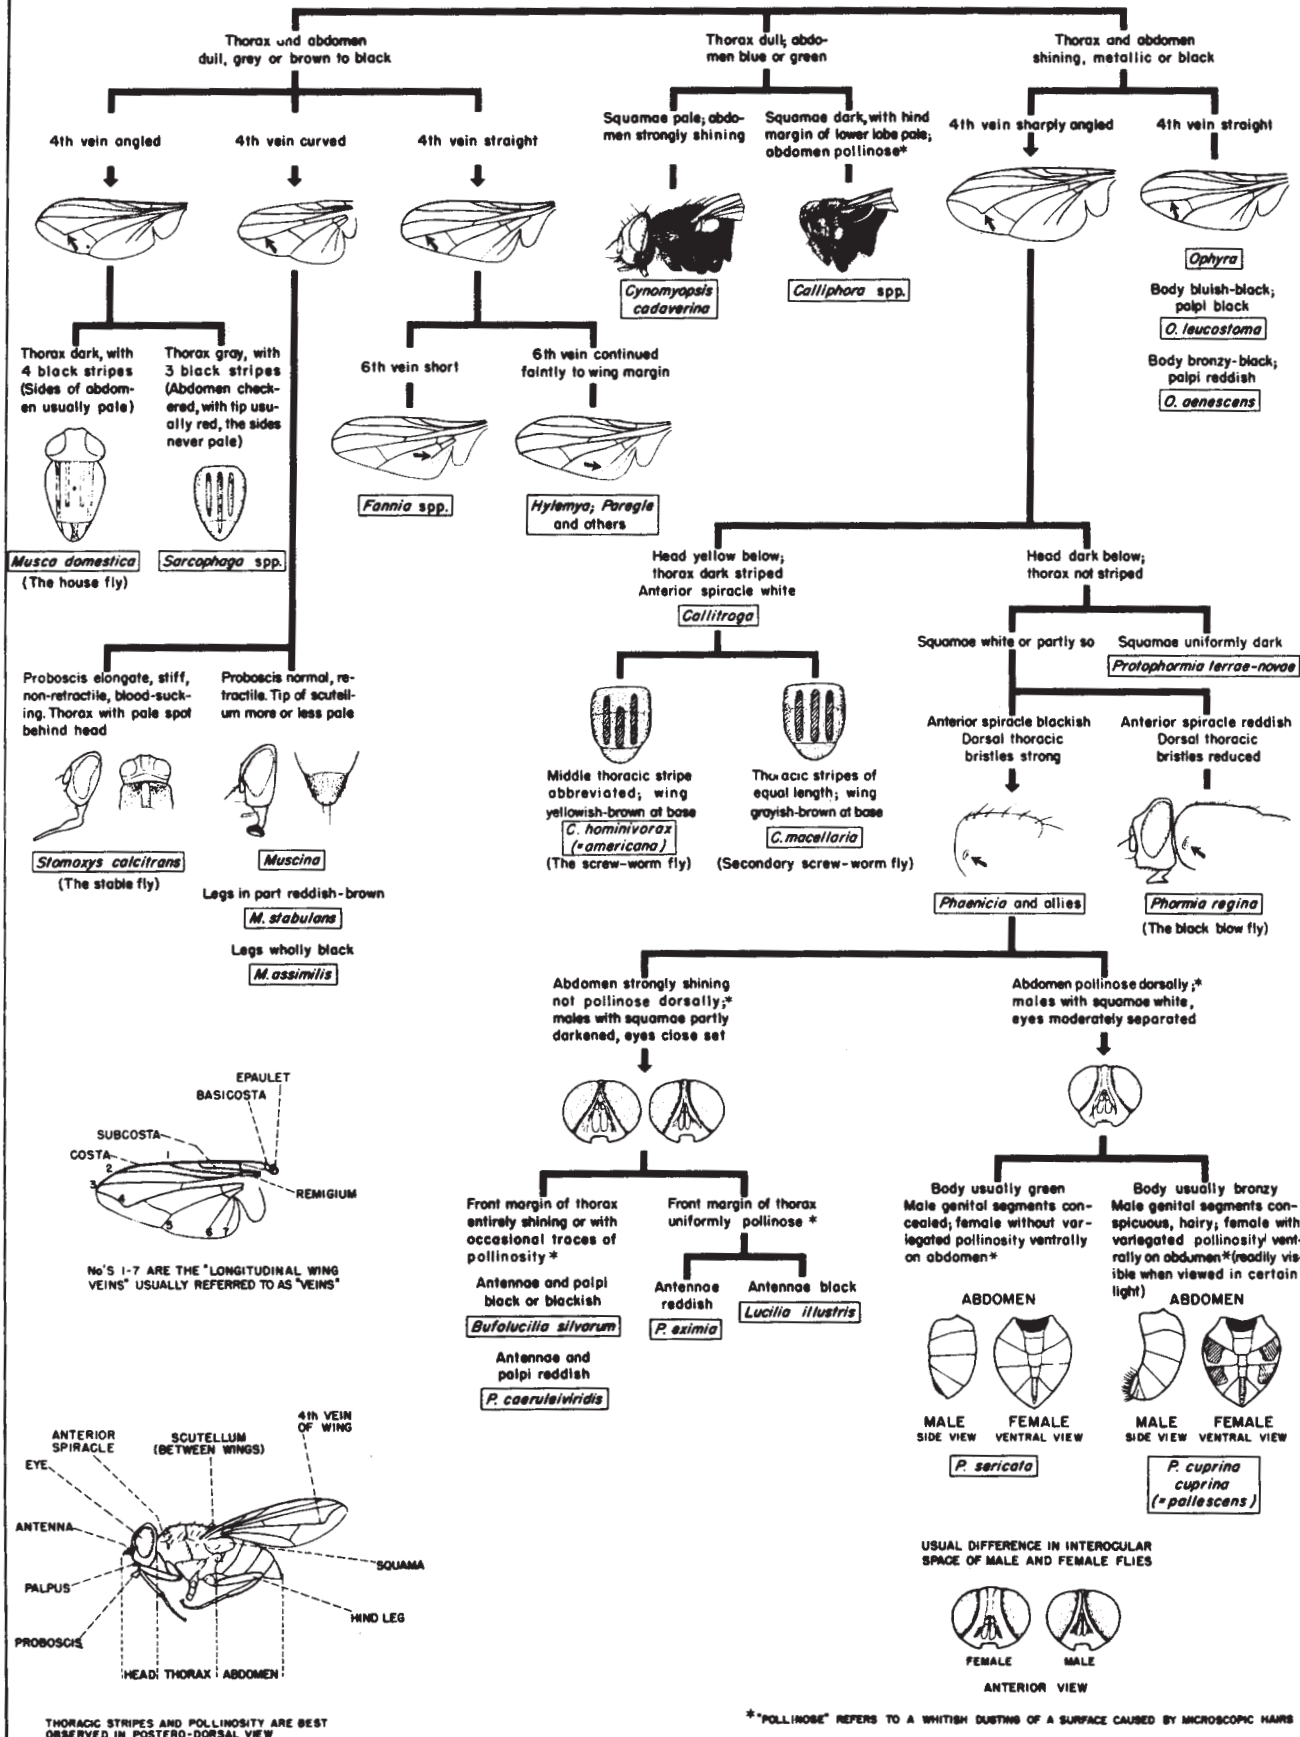 Thorax and abdomen
dull, grey or brown to black
Thorax dull; abdo-
men blue or green
Thorax and abdomen
shining, metallic or black
4th vein angled
4th vein curved
4th vein straight
Squamae pale; abdo-
men strongly shining
Squamae dark, with hind
margin of lower lobe pale;
abdomen pollinose*
4th vein sharply angled
4th vein straight
Cynomyopsis
cadaverina
Calliphora spp.
Ophyra
Body bluish-black;
palpi black
O. leucostoma
Body bronzy-black;
palpi reddish
O. aenescens
Thorax dark, with
4 black stripes
(Sides of abdom-
en usually pale)
Thorax gray, with
3 black stripes
(Abdomen check-
ered, with tip usu-
ally red, the sides
never pale)
6th vein short
6th vein continued
faintly to wing margin
Fannia spp.
Hylemya; Paregle
and others
Musca domestica
(The house fly)
Sarcophaga spp.
Head yellow below;
thorax dark striped
Anterior spiracle white
Callitroga
Head dark below;
thorax not striped
Squamae white or partly so
Squamae uniformly dark
Protophormia terrae-novae
Proboscis elongate, stiff,
non-retractile, blood-suck-
ing. Thorax with pale spot
behind head
Proboscis normal, re-
tractile. Tip of scutell-
um more or less pale
Anterior spiracle blackish
Dorsal thoracic
bristles strong
Anterior spiracle reddish
Dorsal thoracic
bristles reduced
Middle thoracic stripe
abbreviated; wing
yellowish-brown at base
C. hominivorax
(=americana)
(The screw-worm fly)
Thoracic stripes of
equal length; wing
grayish-brown at base
C. macellaria
(Secondary screw-worm fly)
Stomoxys calcitrans
(The stable fly)
Muscina
Legs in part reddish-brown
M. stabulans
Legs wholly black
M. assimilis
Phaenicia and allies
Phormia regina
(The black blow fly)
Abdomen strongly shining
not pollinose dorsally;*
males with squamae partly
darkened, eyes close set
Abdomen pollinose dorsally;*
males with squamae white,
eyes moderately separated
EPAULET
BASICOSTA
SUBCOSTA
COSTA
1
2
3
4
5
6
7
REMIGIUM
No'S 1-7 ARE THE "LONGITUDINAL WING
VEINS" USUALLY REFERRED TO AS "VEINS"
Front margin of thorax
entirely shining or with
occasional traces of
pollinosity*
Antennae and palpi
black or blackish
Bufolucilia silvarum
Antennae and
palpi reddish
P. caeruleiviridis
Front margin of thorax
uniformly pollinose *
Antennae
reddish
P. eximia
Antennae black
Lucilia illustris
Body usually green
Male genital segments con-
cealed; female without var-
iegated pollinosity ventrally
on abdomen*
ABDOMEN
MALE
SIDE VIEW
FEMALE
VENTRAL VIEW
P. sericata
Body usually bronzy
Male genital segments con-
spicuous, hairy; female with
variegated pollinosity vent-
rally on abdomen*(readily vis-
ible when viewed in certain
light)
ABDOMEN
MALE
SIDE VIEW
FEMALE
VENTRAL VIEW
P. cuprina
cuprina
(=pallescens)
4th VEIN
OF WING
ANTERIOR
SPIRACLE
SCUTELLUM
(BETWEEN WINGS)
EYE
ANTENNA
PALPUS
PROBOSCIS
SQUAMA
HIND LEG
HEAD THORAX ABDOMEN
USUAL DIFFERENCE IN INTEROCULAR
SPACE OF MALE AND FEMALE FLIES
FEMALE
MALE
ANTERIOR VIEW
THORACIC STRIPES AND POLLINOSITY ARE BEST
OBSERVED IN POSTERO-DORSAL VIEW
*"POLLINOSE" REFERS TO A WHITISH DUSTING OF A SURFACE CAUSED BY MICROSCOPIC HAIRS